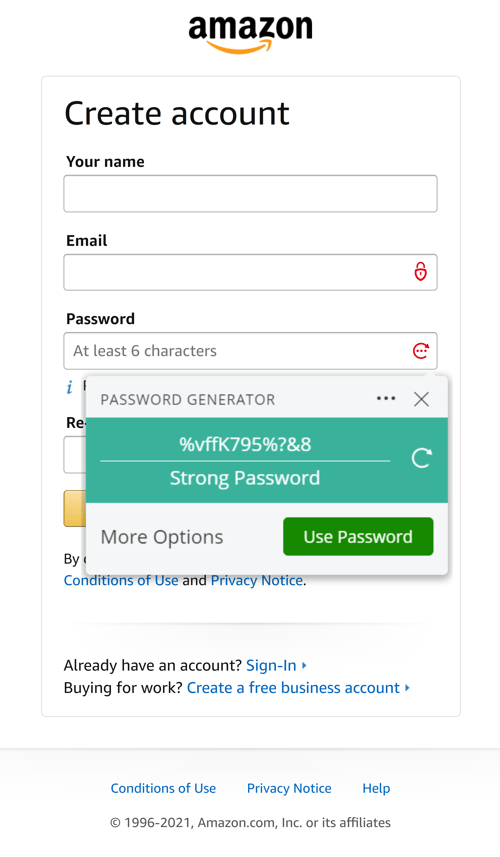 amazon
Create account
Your name
Email
Password
At least 6 characters
i
PASSWORD GENERATOR
%vffK795%?&8
Strong Password
More Options
Use Password
Re-
By
Conditions of Use and Privacy Notice.
Already have an account? Sign-In
Buying for work? Create a free business account
Conditions of Use Privacy Notice Help
© 1996-2021, Amazon.com, Inc. or its affiliates